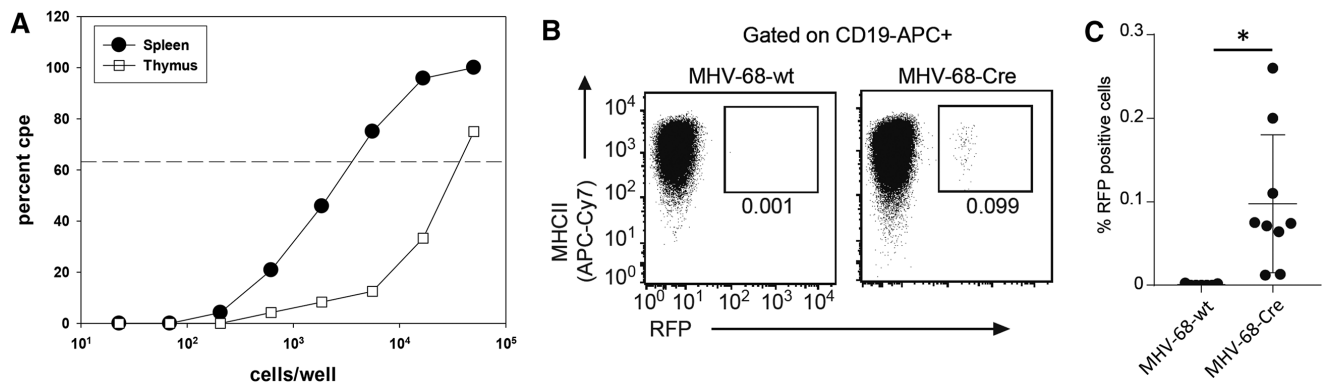 A
percent cpe
120
100
80
60
40
20
0
Spleen
Thymus
10¹ 10² 10³ 10⁴ 10⁵
cells/well
B
Gated on CD19-APC+
MHV-68-wt MHV-68-Cre
MHCII
(APC-Cy7)
10⁴
10³
10²
10¹
10⁰
0.001 0.099
10⁰ 10¹ 10² 10³ 10⁴
RFP
C
% RFP positive cells
0.3
0.2
0.1
0
*
MHV-68-wt
MHV-68-Cre